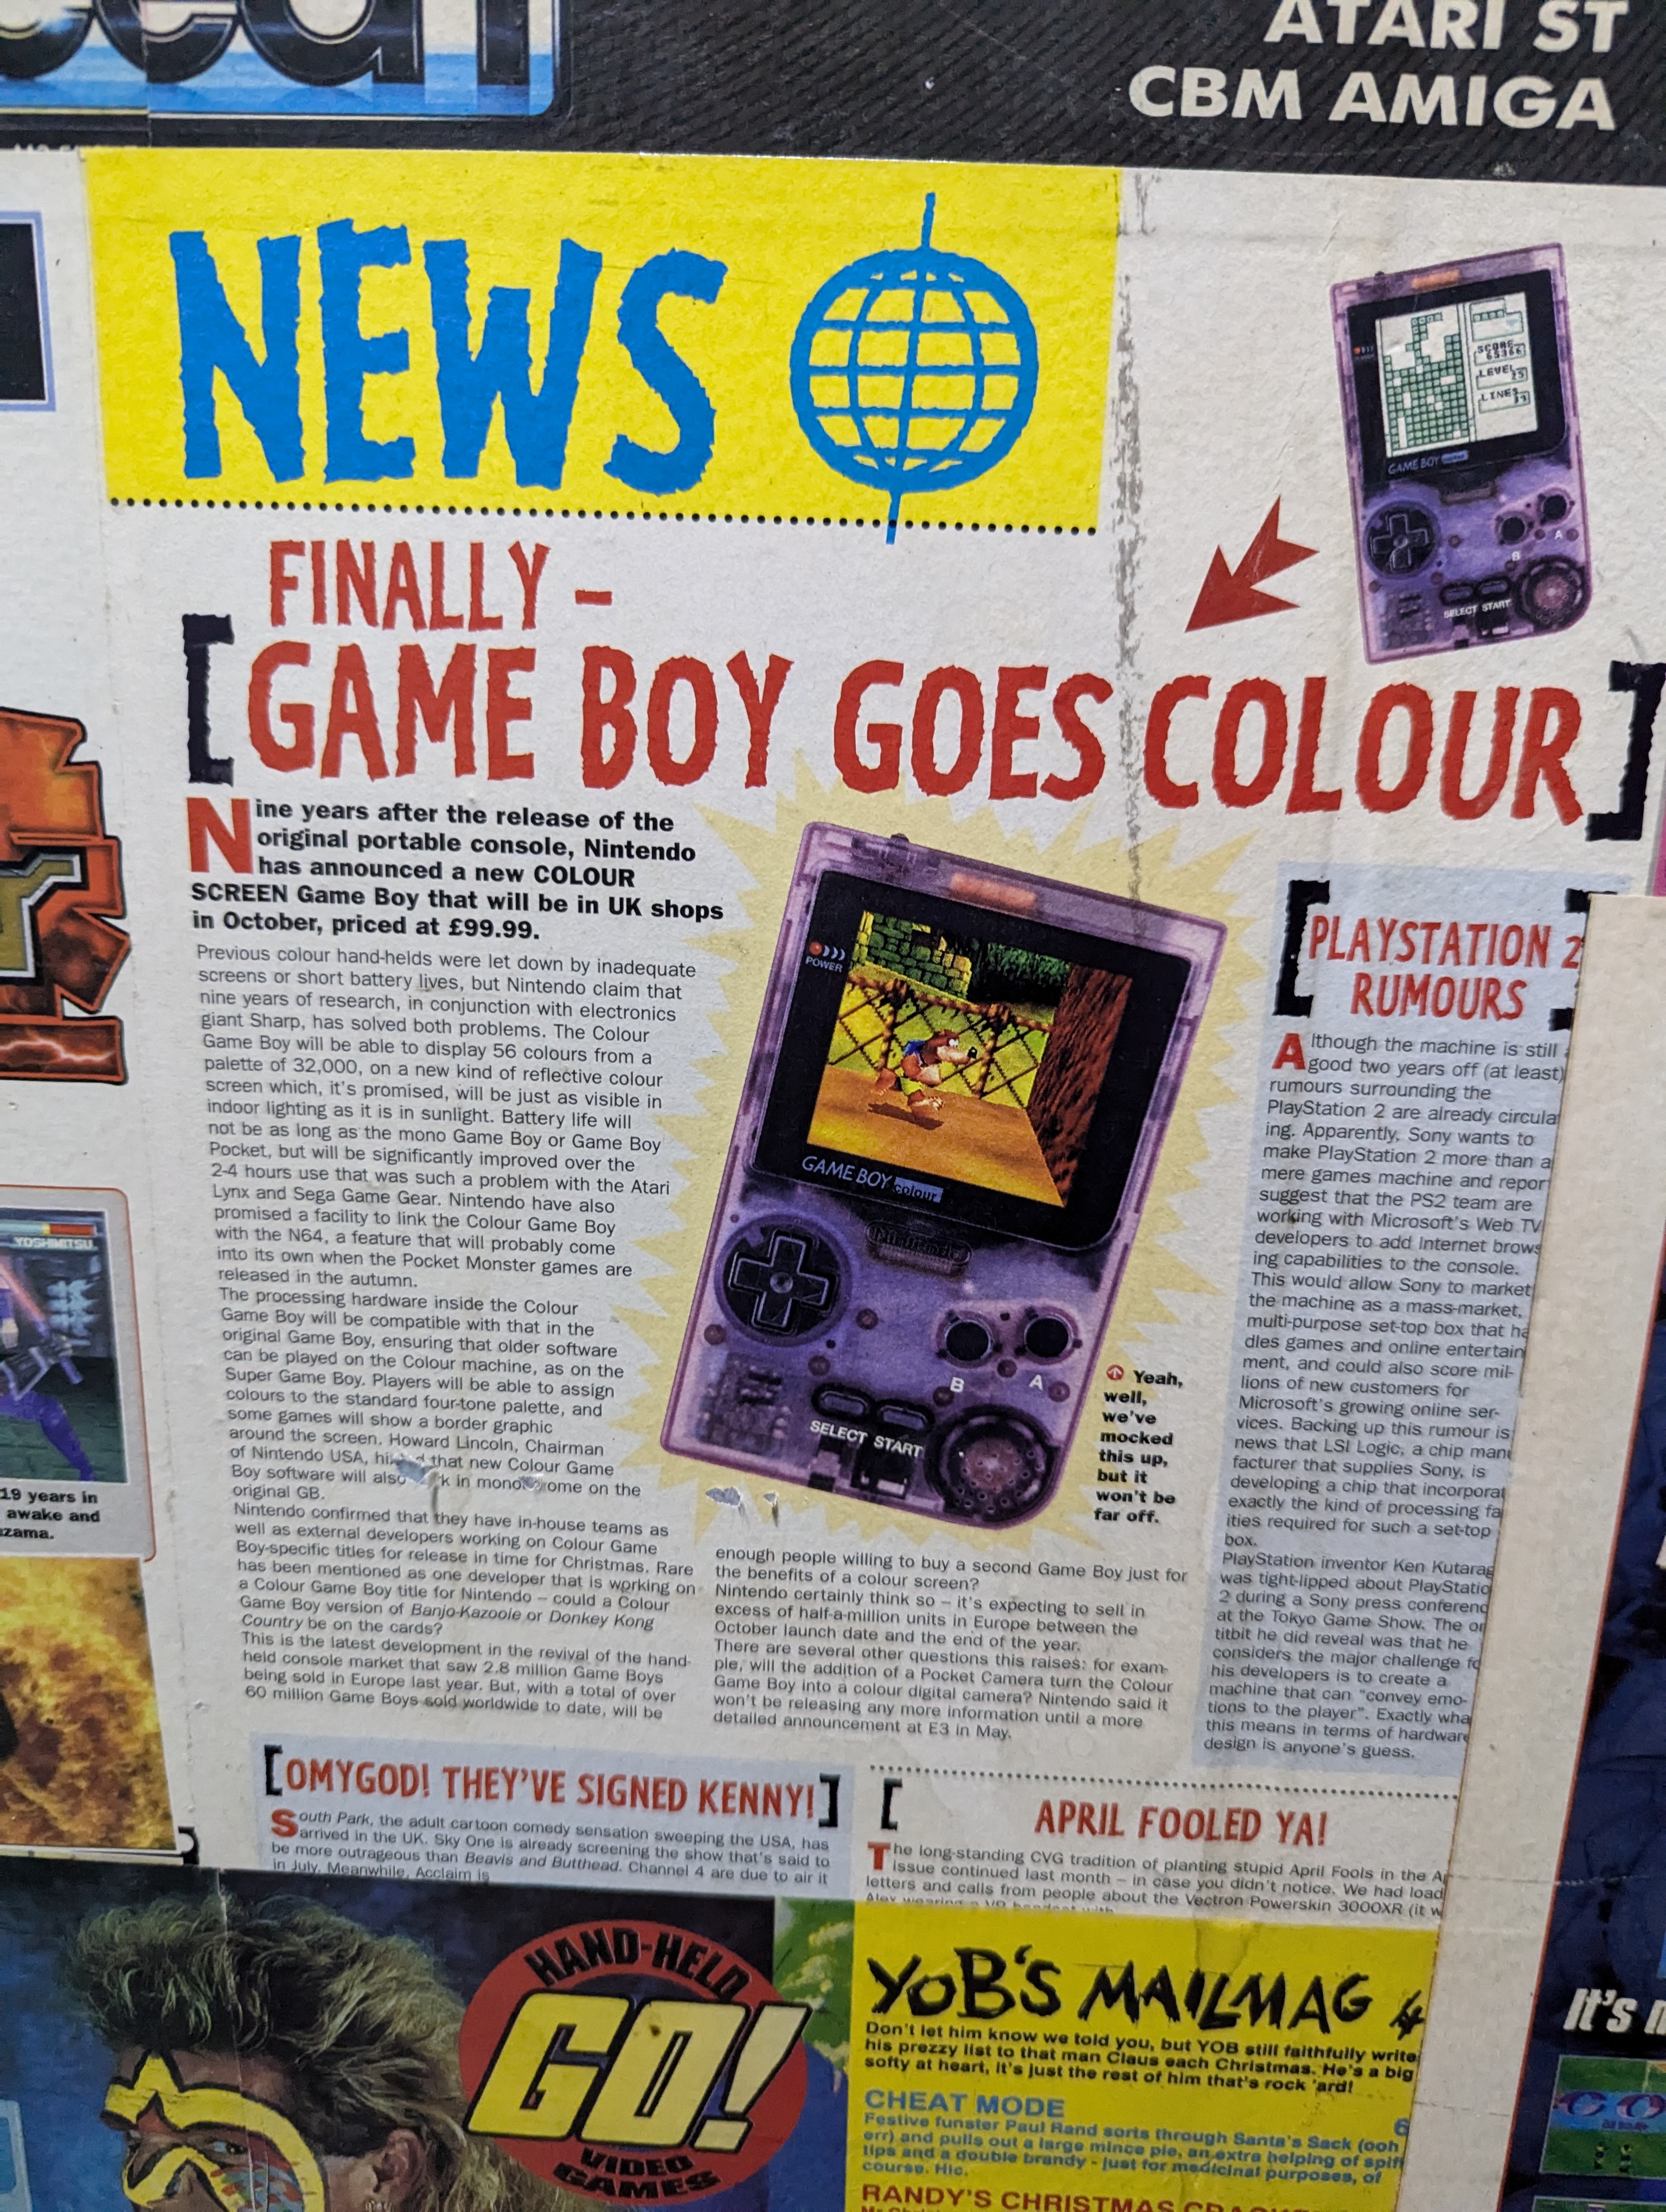 ATARI ST
CBM AMIGA
NEWS
SCORE
LEVEL
LINES
GAME BOY colour
B
A
SELECT START
FINALLY –
[GAME BOY GOES COLOUR]
Nine years after the release of the
original portable console, Nintendo
has announced a new COLOUR
SCREEN Game Boy that will be in UK shops
in October, priced at £99.99.
Previous colour hand-helds were let down by inadequate
screens or short battery lives, but Nintendo claim that
nine years of research, in conjunction with electronics
giant Sharp, has solved both problems. The Colour
Game Boy will be able to display 56 colours from a
palette of 32,000, on a new kind of reflective colour
screen which, it's promised, will be just as visible in
indoor lighting as it is in sunlight. Battery life will
not be as long as the mono Game Boy or Game Boy
Pocket, but will be significantly improved over the
2-4 hours use that was such a problem with the Atari
Lynx and Sega Game Gear. Nintendo have also
promised a facility to link the Colour Game Boy
with the N64, a feature that will probably come
into its own when the Pocket Monster games are
released in the autumn.
The processing hardware inside the Colour
Game Boy will be compatible with that in the
original Game Boy, ensuring that older software
can be played on the Colour machine, as on the
Super Game Boy. Players will be able to assign
colours to the standard four-tone palette, and
some games will show a border graphic
around the screen. Howard Lincoln, Chairman
of Nintendo USA, that new Colour Game
Boy software will also in on the
original GB.
Nintendo confirmed that they have in-house teams as
well as external developers working on Colour Game
Boy-specific titles for release in time for Christmas. Rare
has been mentioned as one developer that is working on
a Colour Game Boy title for Nintendo – could a Colour
Game Boy version of Banjo-Kazooie or Donkey Kong
Country be on the cards?
This is the latest development in the revival of the hand-
held console market that saw 2.8 million Game Boys
being sold in Europe last year. But, with a total of over
60 million Game Boys sold worldwide to date, will be
enough people willing to buy a second Game Boy just for
the benefits of a colour screen?
Nintendo certainly think so – it's expecting to sell in
excess of half-a-million units in Europe between the
October launch date and the end of the year.
There are several other questions this raises: for exam-
ple, will the addition of a Pocket Camera turn the Colour
Game Boy into a colour digital camera? Nintendo said it
won't be releasing any more information until a more
detailed announcement at E3 in May.
POWER
GAME BOY colour
Nintendo
B
A
SELECT START
Yeah,
well,
we've
mocked
this up,
but it
won't be
far off.
[PLAYSTATION 2
RUMOURS]
Although the machine is still a
good two years off (at least)
rumours surrounding the
PlayStation 2 are already circula
ing. Apparently, Sony wants to
make PlayStation 2 more than a
mere games machine and repor
suggest that the PS2 team are
working with Microsoft's Web TV
developers to add Internet brows
ing capabilities to the console.
This would allow Sony to market
the machine as a mass-market,
multi-purpose set-top box that ha
dles games and online entertain
ment, and could also score mil-
lions of new customers for
Microsoft's growing online ser-
vices. Backing up this rumour is
news that LSI Logic, a chip manu
facturer that supplies Sony, is
developing a chip that incorporat
exactly the kind of processing fa
ities required for such a set-top
box.
PlayStation inventor Ken Kutarag
was tight-lipped about PlayStatio
2 during a Sony press conferenc
at the Tokyo Game Show. The on
titbit he did reveal was that he
considers the major challenge fo
his developers is to create a
machine that can "convey emo-
tions to the player". Exactly wha
this means in terms of hardware
design is anyone's guess.
YOSHIMITSU
19 years in
awake and
zama.
[OMYGOD! THEY'VE SIGNED KENNY!]
South Park, the adult cartoon comedy sensation sweeping the USA, has
arrived in the UK. Sky One is already screening the show that's said to
be more outrageous than Beavis and Butthead. Channel 4 are due to air it
in July. Meanwhile, Acclaim is
[ APRIL FOOLED YA!
The long-standing CVG tradition of planting stupid April Fools in the A
issue continued last month – in case you didn't notice. We had load
letters and calls from people about the Vectron Powerskin 3000XR (it w
Alex wearing a VR headset with
HAND-HELD
GO!
VIDEO
GAMES
YOB'S MAILMAG 4
Don't let him know we told you, but YOB still faithfully write
his prezzy list to that man Claus each Christmas. He's a big
softy at heart, it's just the rest of him that's rock 'ard!
CHEAT MODE 6
Festive funster Paul Rand sorts through Santa's Sack (ooh
err) and pulls out a large mince pie, an extra helping of spiff
tips and a double brandy - just for medicinal purposes, of
course. Hic.
RANDY'S CHRISTMAS
It's